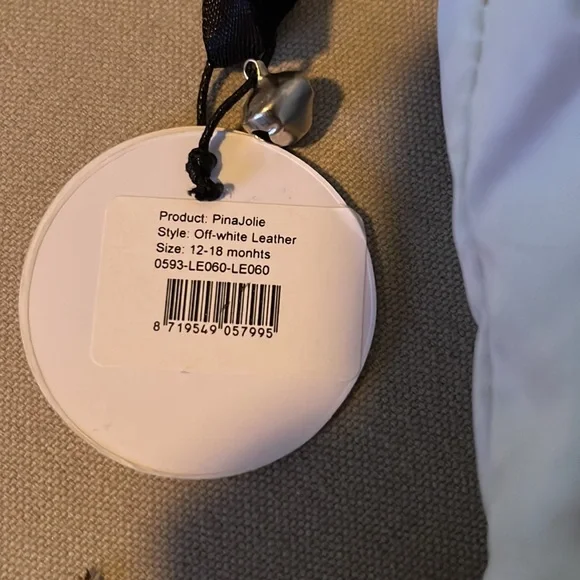 Product: PinaJolie
Style: Off-white Leather
Size: 12-18 monhts
0593-LE060-LE060
8 719549 057995